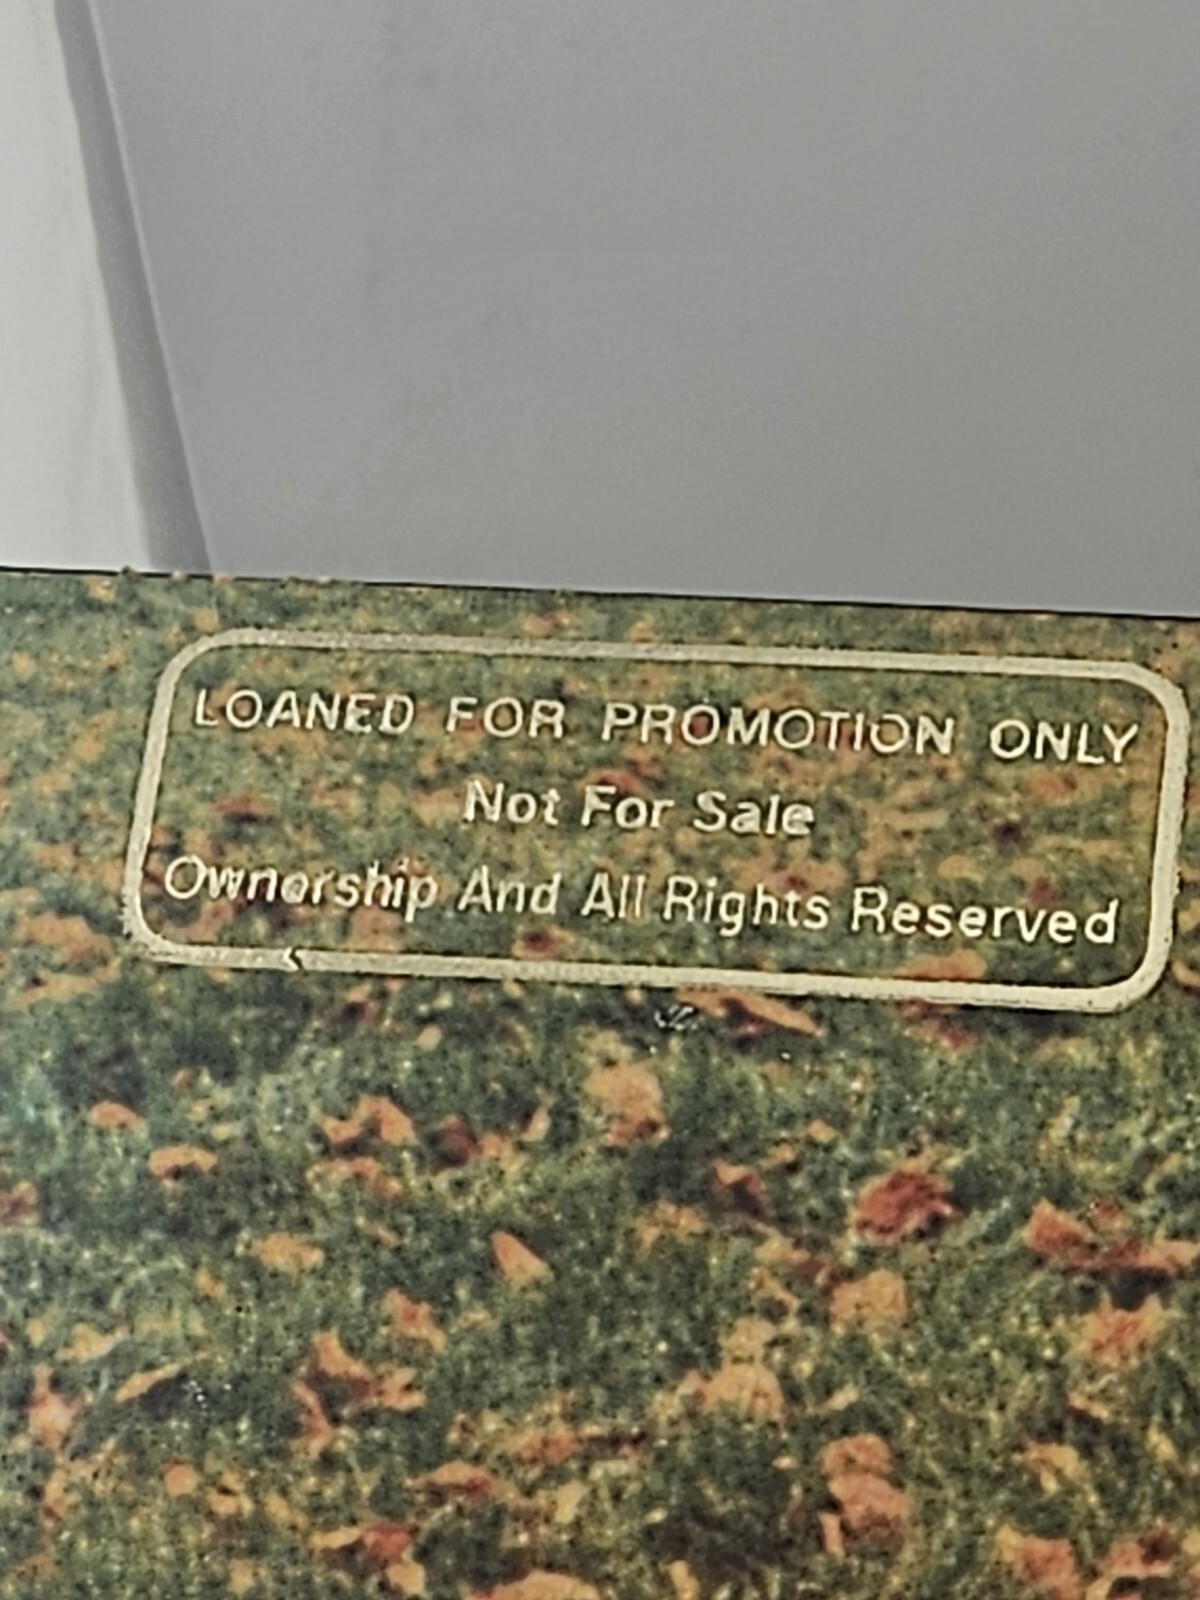 LOANED FOR PROMOTION ONLY
Not For Sale
Ownership And All Rights Reserved